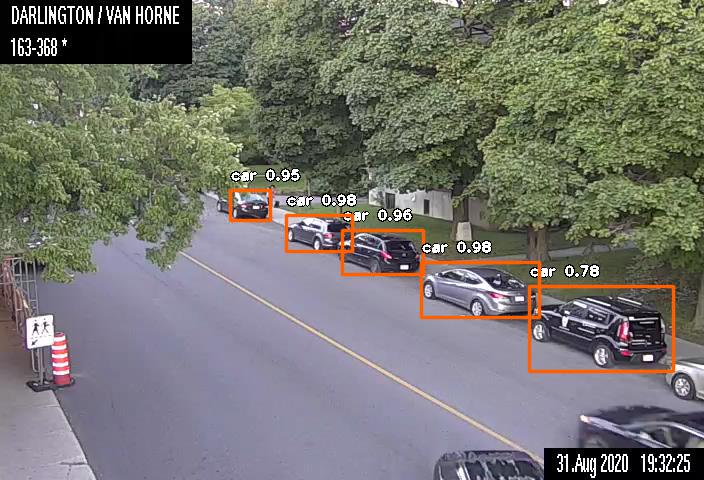 DARLINGTON / VAN HORNE
163-368 *
car 0.95
car 0.98
car 0.96
car 0.98
car 0.78
31.Aug 2020 19:32:25